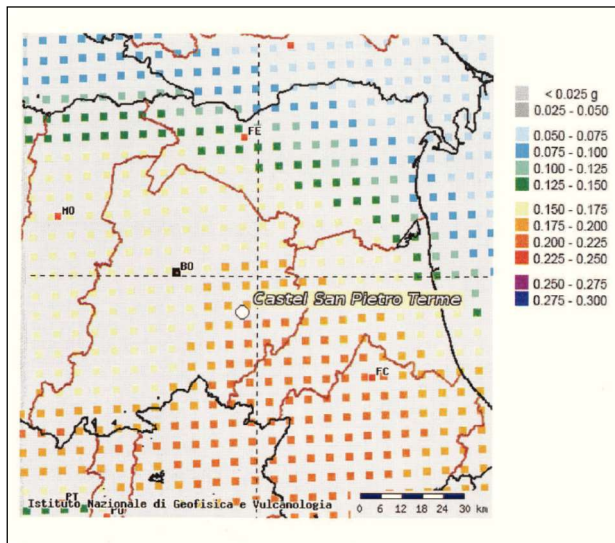 FE
MO
BO
Castel San Pietro Terme
FC
PT
Istituto Nazionale di Geofisica e Vulcanologia
0 6 12 18 24 30 km
< 0.025 g
0.025 - 0.050
0.050 - 0.075
0.075 - 0.100
0.100 - 0.125
0.125 - 0.150
0.150 - 0.175
0.175 - 0.200
0.200 - 0.225
0.225 - 0.250
0.250 - 0.275
0.275 - 0.300